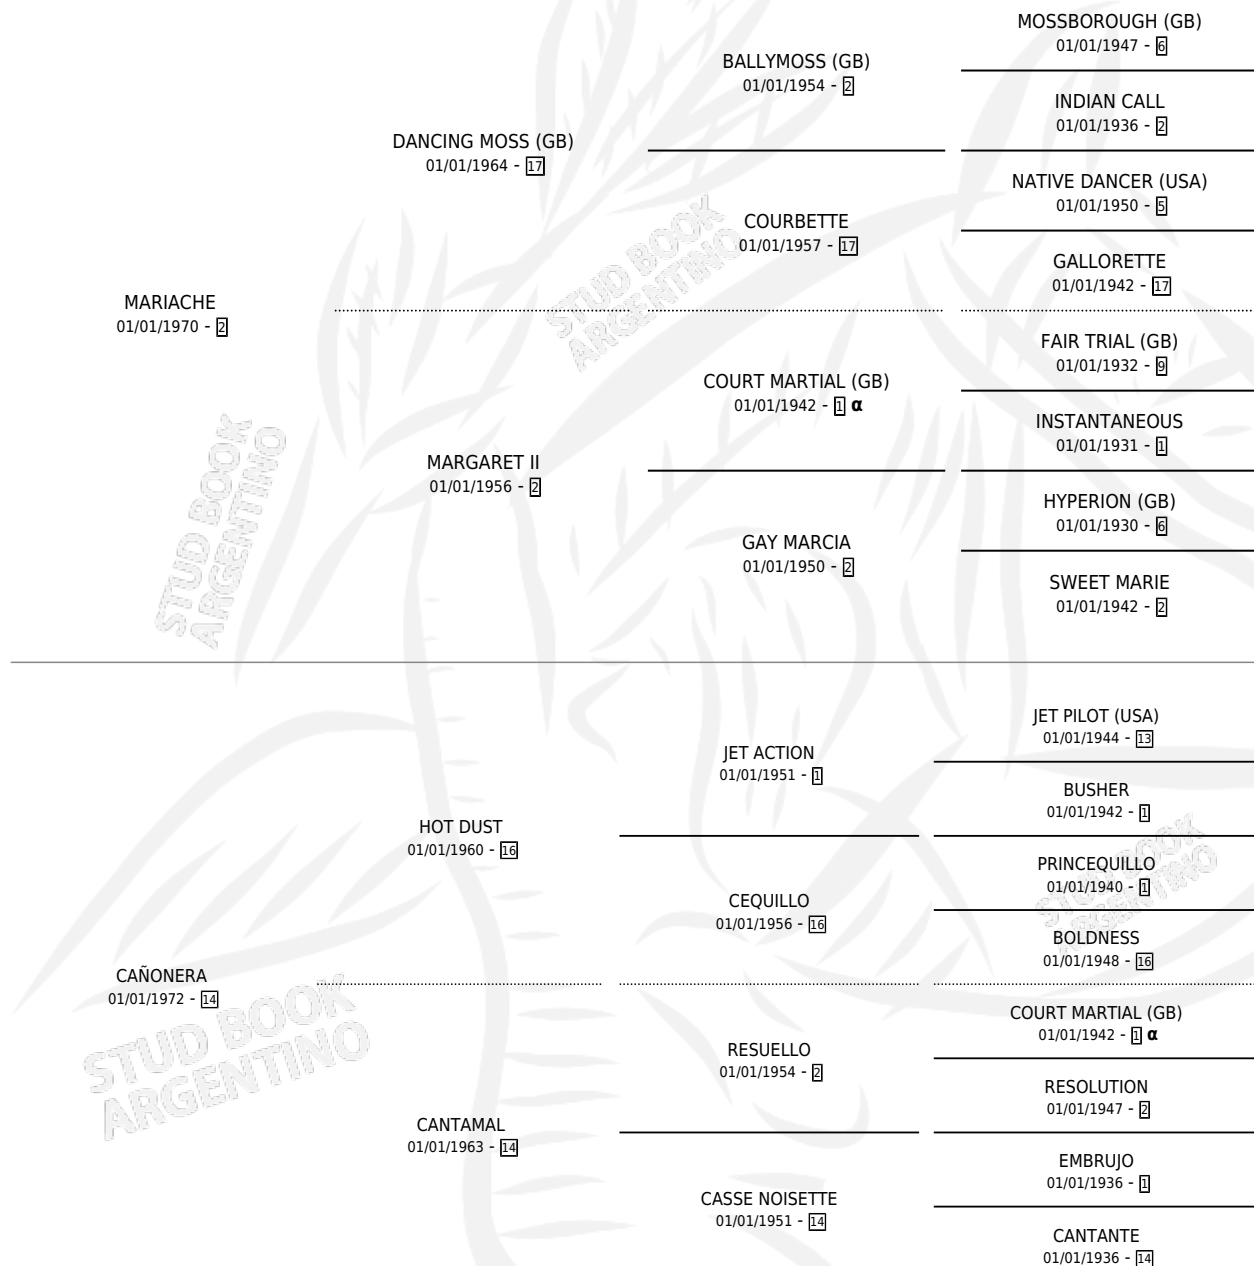 MOSSBOROUGH (GB)
01/01/1947 - 6
BALLYMOSS (GB)
01/01/1954 - 2
INDIAN CALL
01/01/1936 - 2
DANCING MOSS (GB)
01/01/1964 - 17
NATIVE DANCER (USA)
01/01/1950 - 5
COURBETTE
01/01/1957 - 17
GALLORETTE
01/01/1942 - 17
MARIACHE
01/01/1970 - 2
FAIR TRIAL (GB)
01/01/1932 - 9
COURT MARTIAL (GB)
01/01/1942 - 1 α
INSTANTANEOUS
01/01/1931 - 1
MARGARET II
01/01/1956 - 2
HYPERION (GB)
01/01/1930 - 6
GAY MARCIA
01/01/1950 - 2
SWEET MARIE
01/01/1942 - 2
JET PILOT (USA)
01/01/1944 - 13
JET ACTION
01/01/1951 - 1
BUSHER
01/01/1942 - 1
HOT DUST
01/01/1960 - 16
PRINCEQUILLO
01/01/1940 - 1
CEQUILLO
01/01/1956 - 16
BOLDNESS
01/01/1948 - 16
CAÑONERA
01/01/1972 - 14
COURT MARTIAL (GB)
01/01/1942 - 1 α
RESUELLO
01/01/1954 - 2
RESOLUTION
01/01/1947 - 2
CANTAMAL
01/01/1963 - 14
EMBRUJO
01/01/1936 - 1
CASSE NOISETTE
01/01/1951 - 14
CANTANTE
01/01/1936 - 14
STUD BOOK
ARGENTINO
STUD BOOK
ARGENTINO
STUD BOOK
ARGENTINO
STUD BOOK
ARGENTINO